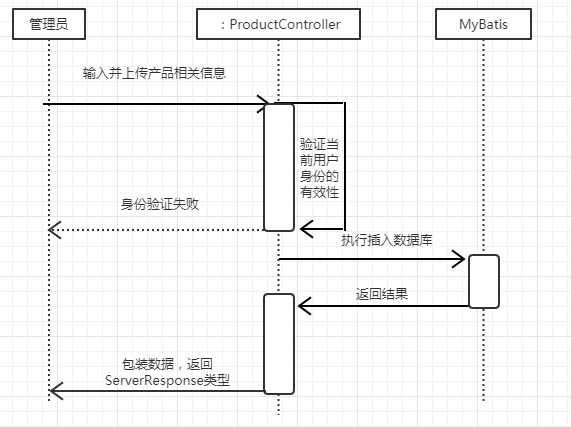 管理员
：ProductController
MyBatis
输入并上传产品相关信息
验证当
前用户
身份的
有效性
身份验证失败
执行插入数据库
返回结果
包装数据，返回
ServerResponse类型